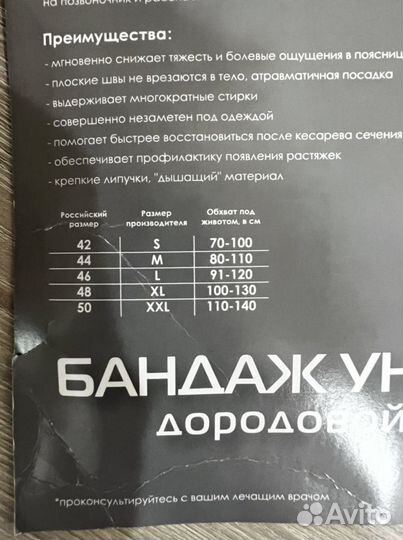 на позвоночник и
Преимущества:
- мгновенно снижает тяжесть и болевые ощущения в поясниц
- плоские швы не врезаются в тело, атравматичная посадка
- выдерживает многократные стирки
- совершенно незаметен под одеждой
- помогает быстрее восстановиться после кесарева сечения
- обеспечивает профилактику появления растяжек
- крепкие липучки, "дышащий" материал
Российский размер Размер производителя Обхват под животом, в см
42 S 70-100
44 M 80-110
46 L 91-120
48 XL 100-130
50 XXL 110-140
БАНДАЖ УН
дородовой
*проконсультируйтесь с вашим лечащим врачом
Avito